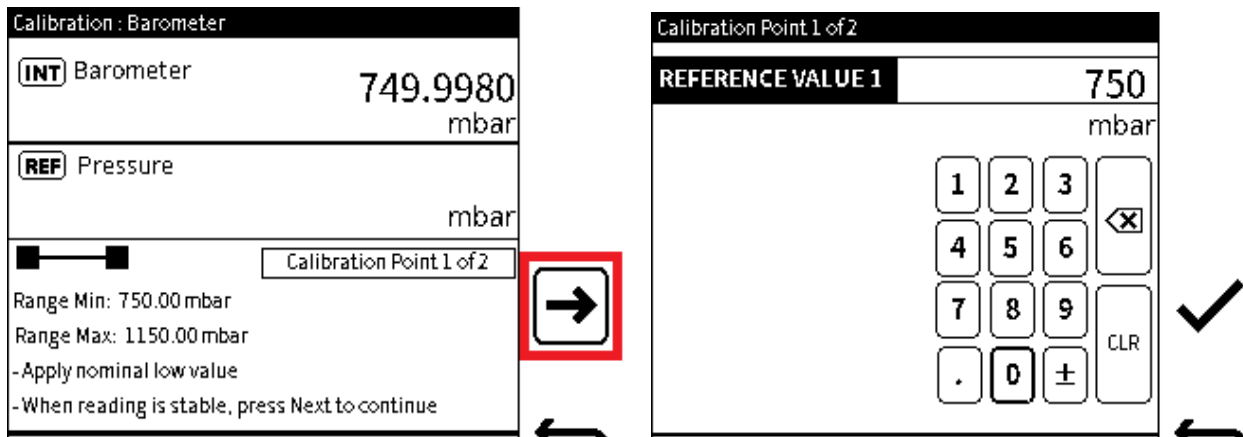 Calibration : Barometer
INT Barometer
749.9980
mbar
REF Pressure
mbar
Calibration Point 1 of 2
Range Min: 750.00 mbar
Range Max: 1150.00 mbar
- Apply nominal low value
- When reading is stable, press Next to continue
Calibration Point 1 of 2
REFERENCE VALUE 1 750
mbar
1 2 3
4 5 6
7 8 9
CLR
. 0 ±